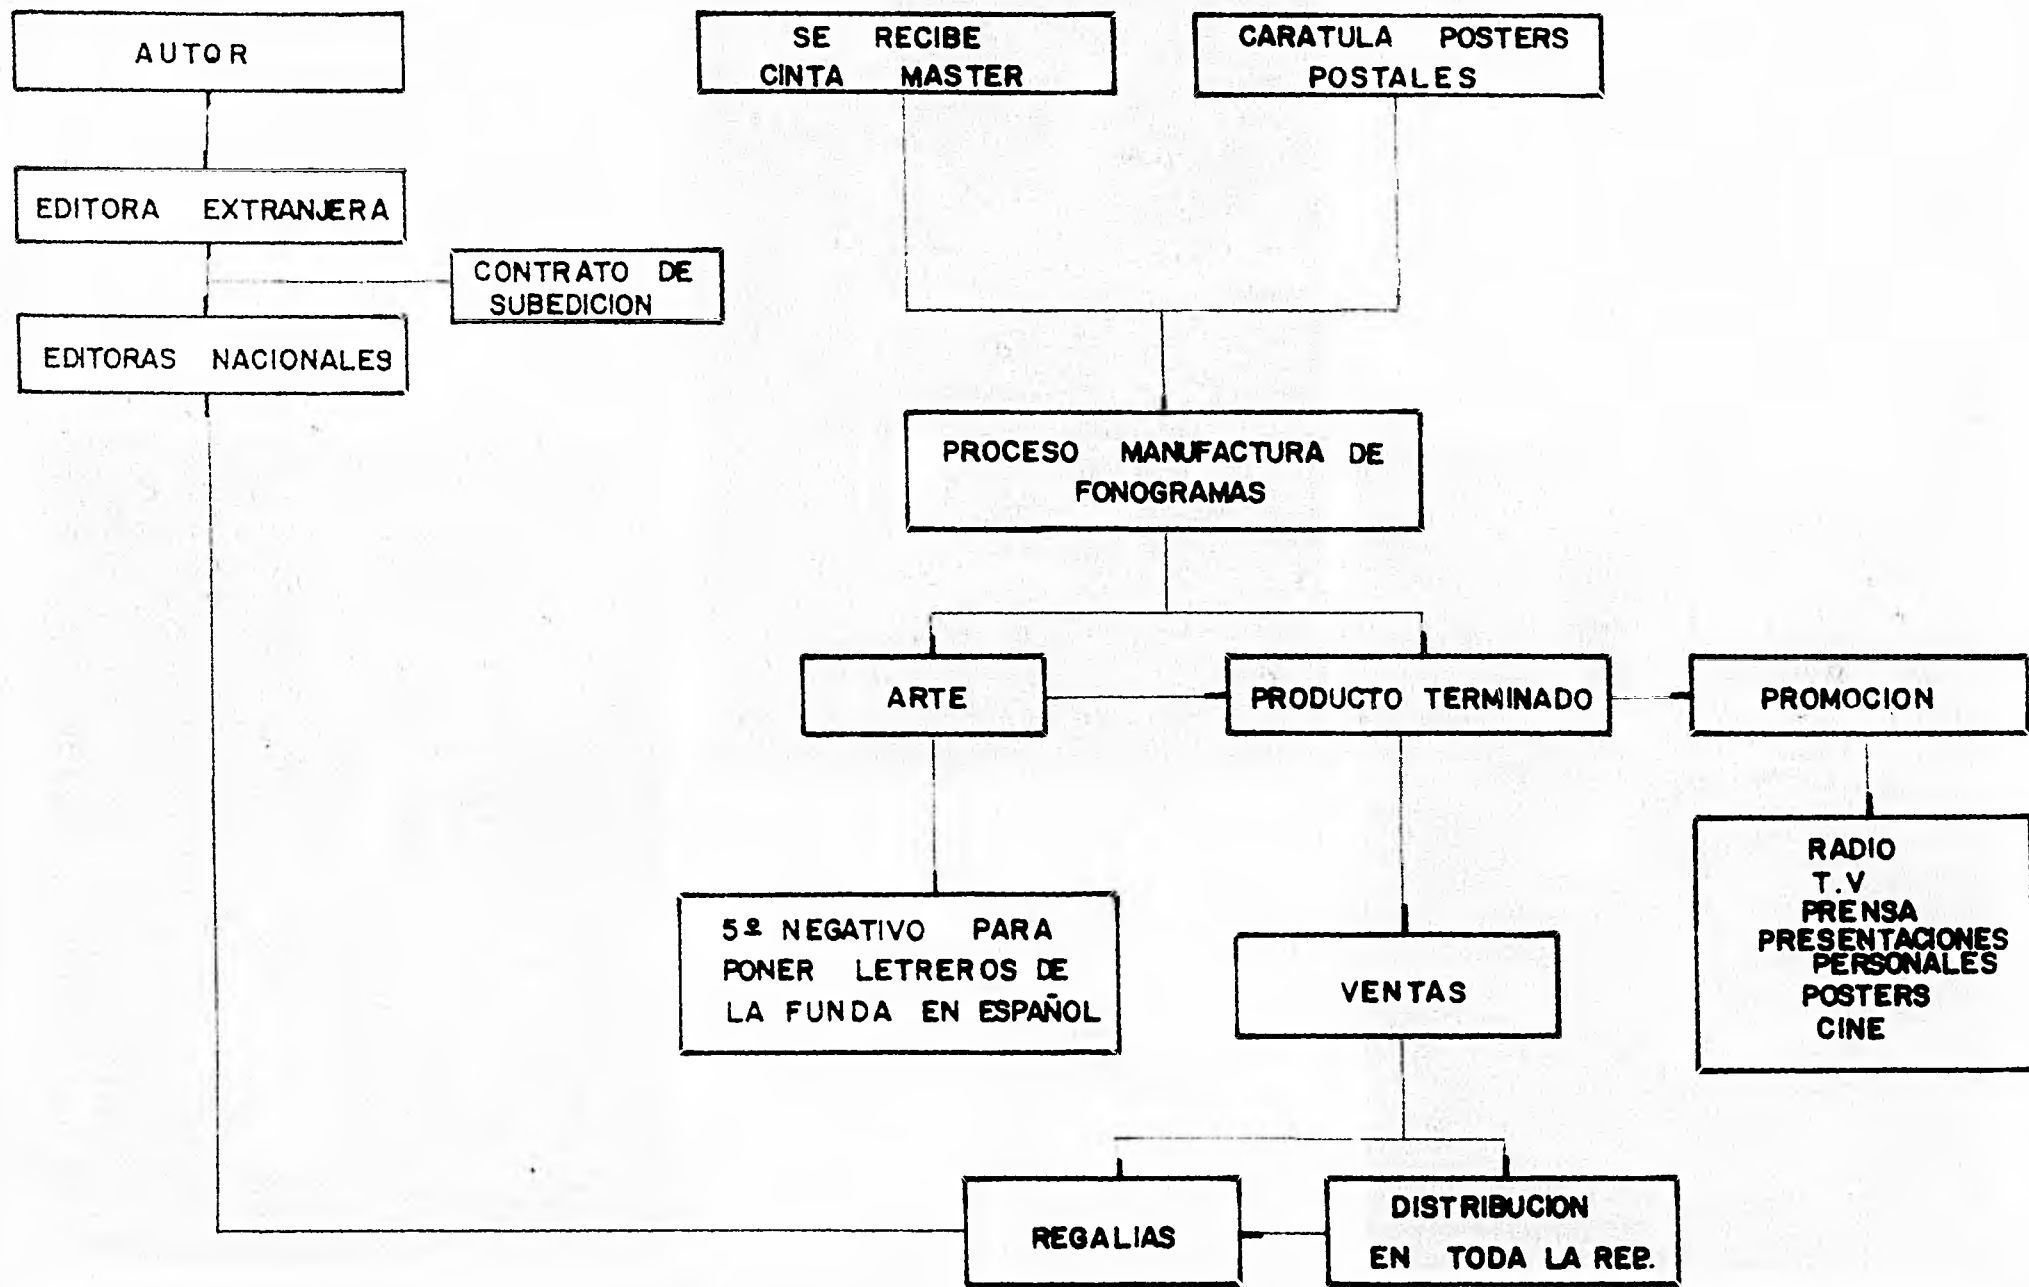 AUTOR
SE RECIBE
CINTA MASTER
CARATULA POSTERS
POSTALES
EDITORA EXTRANJERA
CONTRATO DE
SUBEDICION
EDITORAS NACIONALES
PROCESO MANUFACTURA DE
FONOGRAMAS
ARTE
PRODUCTO TERMINADO
PROMOCION
5º NEGATIVO PARA
PONER LETREROS DE
LA FUNDA EN ESPAÑOL
VENTAS
RADIO
T.V
PRENSA
PRESENTACIONES
PERSONALES
POSTERS
CINE
REGALIAS
DISTRIBUCION
EN TODA LA REP.